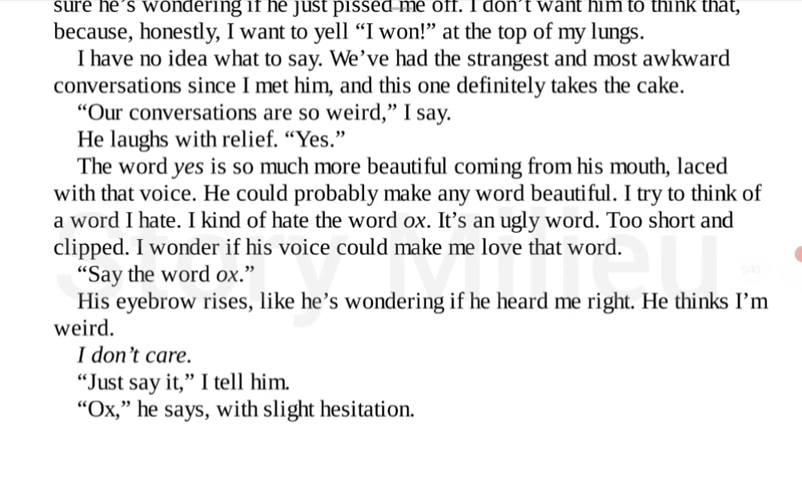 sure he’s wondering if he just pissed me off. I don’t want him to think that,
because, honestly, I want to yell “I won!” at the top of my lungs.
I have no idea what to say. We’ve had the strangest and most awkward
conversations since I met him, and this one definitely takes the cake.
“Our conversations are so weird,” I say.
He laughs with relief. “Yes.”
The word yes is so much more beautiful coming from his mouth, laced
with that voice. He could probably make any word beautiful. I try to think of
a word I hate. I kind of hate the word ox. It’s an ugly word. Too short and
clipped. I wonder if his voice could make me love that word.
“Say the word ox.”
His eyebrow rises, like he’s wondering if he heard me right. He thinks I’m
weird.
I don’t care.
“Just say it,” I tell him.
“Ox,” he says, with slight hesitation.
Story Milieu